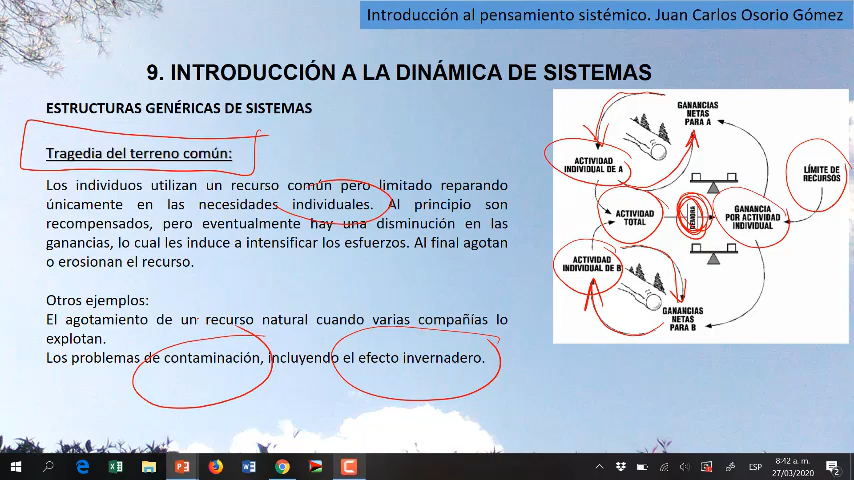 Introducción al pensamiento sistémico. Juan Carlos Osorio Gómez
9. INTRODUCCIÓN A LA DINÁMICA DE SISTEMAS
ESTRUCTURAS GENÉRICAS DE SISTEMAS
Tragedia del terreno común:
Los individuos utilizan un recurso común pero limitado reparando
únicamente en las necesidades individuales. Al principio son
recompensados, pero eventualmente hay una disminución en las
ganancias, lo cual les induce a intensificar los esfuerzos. Al final agotan
o erosionan el recurso.
Otros ejemplos:
El agotamiento de un recurso natural cuando varias compañías lo
explotan.
Los problemas de contaminación, incluyendo el efecto invernadero.
GANANCIAS
NETAS
PARA A
ACTIVIDAD
INDIVIDUAL DE A
LÍMITE DE
RECURSOS
ACTIVIDAD
TOTAL
DEMORA
GANANCIA
POR ACTIVIDAD
INDIVIDUAL
ACTIVIDAD
INDIVIDUAL DE B
GANANCIAS
NETAS
PARA B
ESP
8:42 a. m.
27/03/2020
2